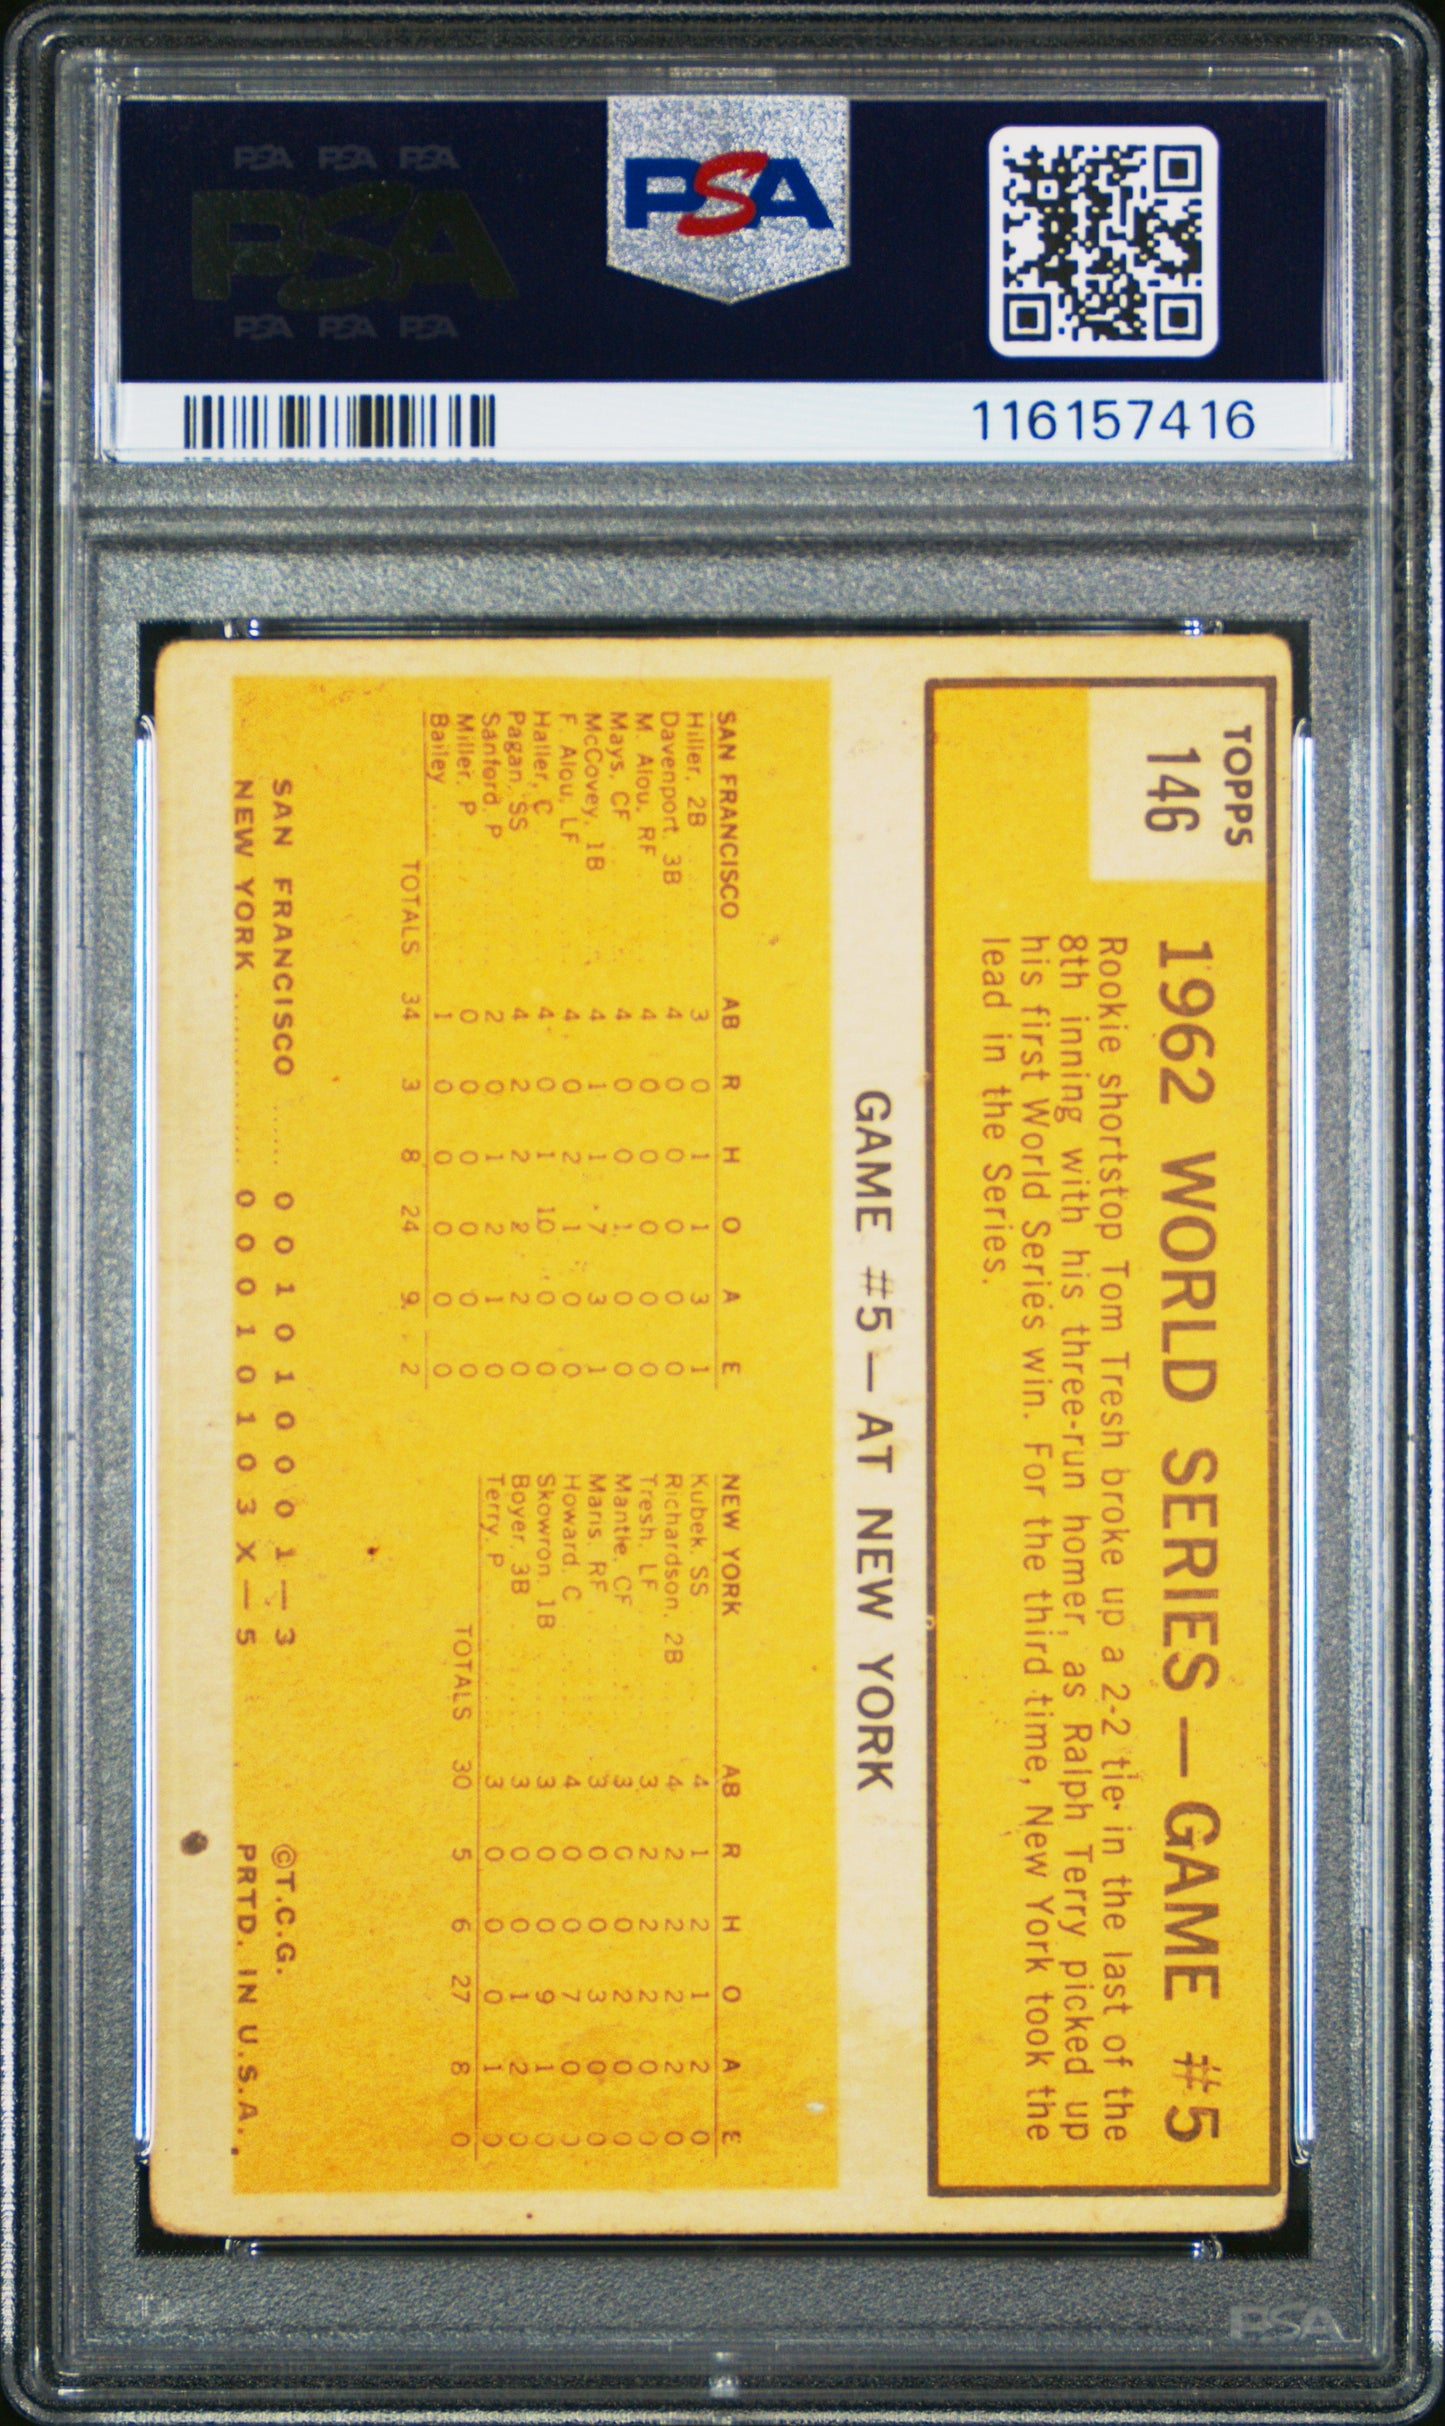 PSA PSA PSA
PSA
PSA PSA PSA
PSA
116157416
TOPPS
146
1962 WORLD SERIES — GAME #5
Rookie shortstop Tom Tresh broke up a 2-2 tie in the last of the
8th inning with his three-run homer, as Ralph Terry picked up
his first World Series win. For the third time, New York took the
lead in the Series.
GAME #5 — AT NEW YORK
SAN FRANCISCO AB R H O A E
Hiller, 2B 3 0 1 1 3 1
Davenport, 3B 4 0 0 0 0 0
M. Alou, RF 4 0 0 0 0 0
Mays, CF 4 0 0 1 0 0
McCovey, 1B 4 1 1 7 3 1
F. Alou, LF 4 0 2 1 0 0
Haller, C 4 0 1 10 0 0
Pagan, SS 4 2 2 2 2 0
Sanford, P 2 0 1 2 1 0
Miller, P 0 0 0 0 0 0
Bailey 1 0 0 0 0 0
TOTALS 34 3 8 24 9 2
NEW YORK AB R H O A E
Kubek, SS 4 1 2 1 2 0
Richardson, 2B 4 2 2 2 2 0
Tresh, LF 3 2 2 2 0 0
Mantle, CF 3 0 0 2 0 0
Maris, RF 3 0 0 3 0 0
Howard, C 4 0 0 7 0 0
Skowron, 1B 3 0 0 9 1 0
Boyer, 3B 3 0 0 1 2 0
Terry, P 3 0 0 0 1 0
TOTALS 30 5 6 27 8 0
SAN FRANCISCO ...... 0 0 1 0 1 0 0 0 1 — 3
NEW YORK .................. 0 0 0 1 0 1 0 3 X — 5
©T.C.G.
PRTD. IN U.S.A.
PSA